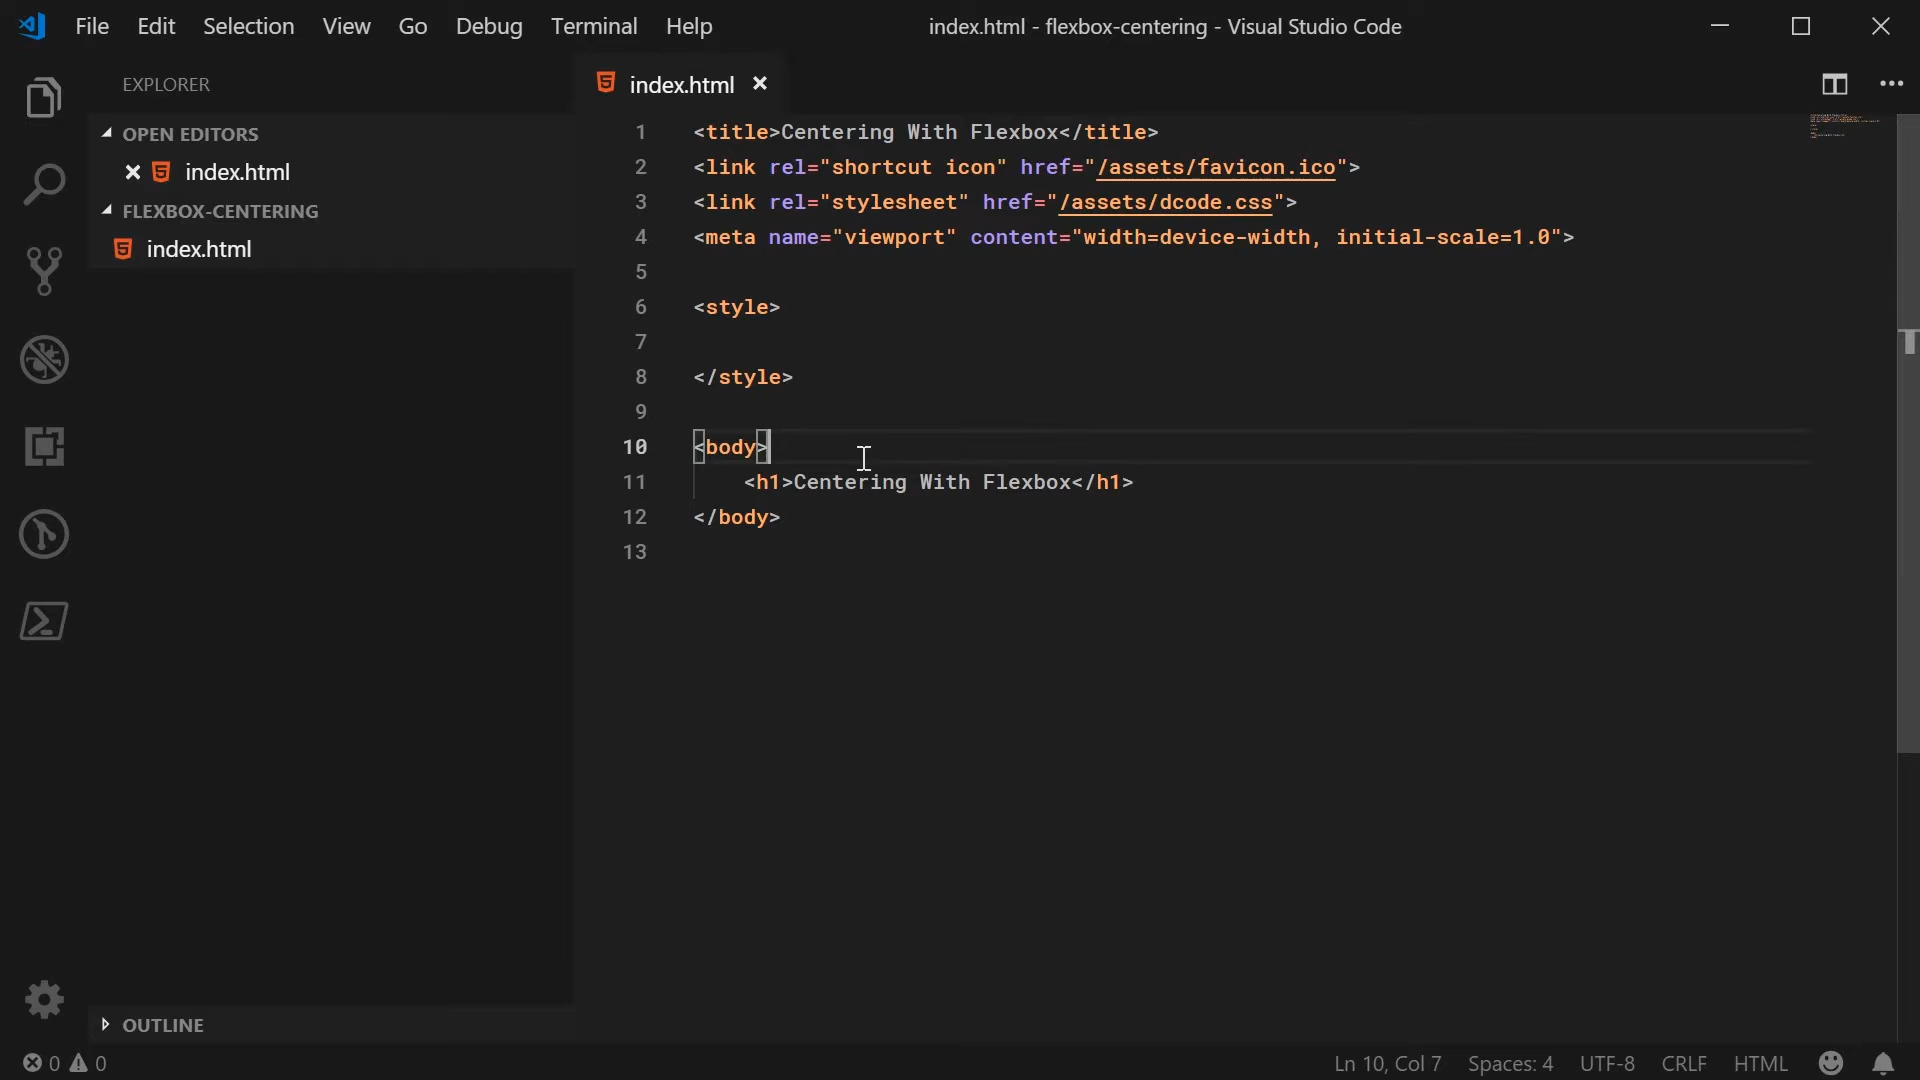 File Edit Selection View Go Debug Terminal Help index.html - flexbox-centering - Visual Studio Code
EXPLORER
OPEN EDITORS
index.html
FLEXBOX-CENTERING
index.html
OUTLINE
index.html
1 <title>Centering With Flexbox</title>
2 <link rel="shortcut icon" href="/assets/favicon.ico">
3 <link rel="stylesheet" href="/assets/dcode.css">
4 <meta name="viewport" content="width=device-width, initial-scale=1.0">
5
6 <style>
7
8 </style>
9
10 <body>
11 <h1>Centering With Flexbox</h1>
12 </body>
13
0 0 Ln 10, Col 7 Spaces: 4 UTF-8 CRLF HTML